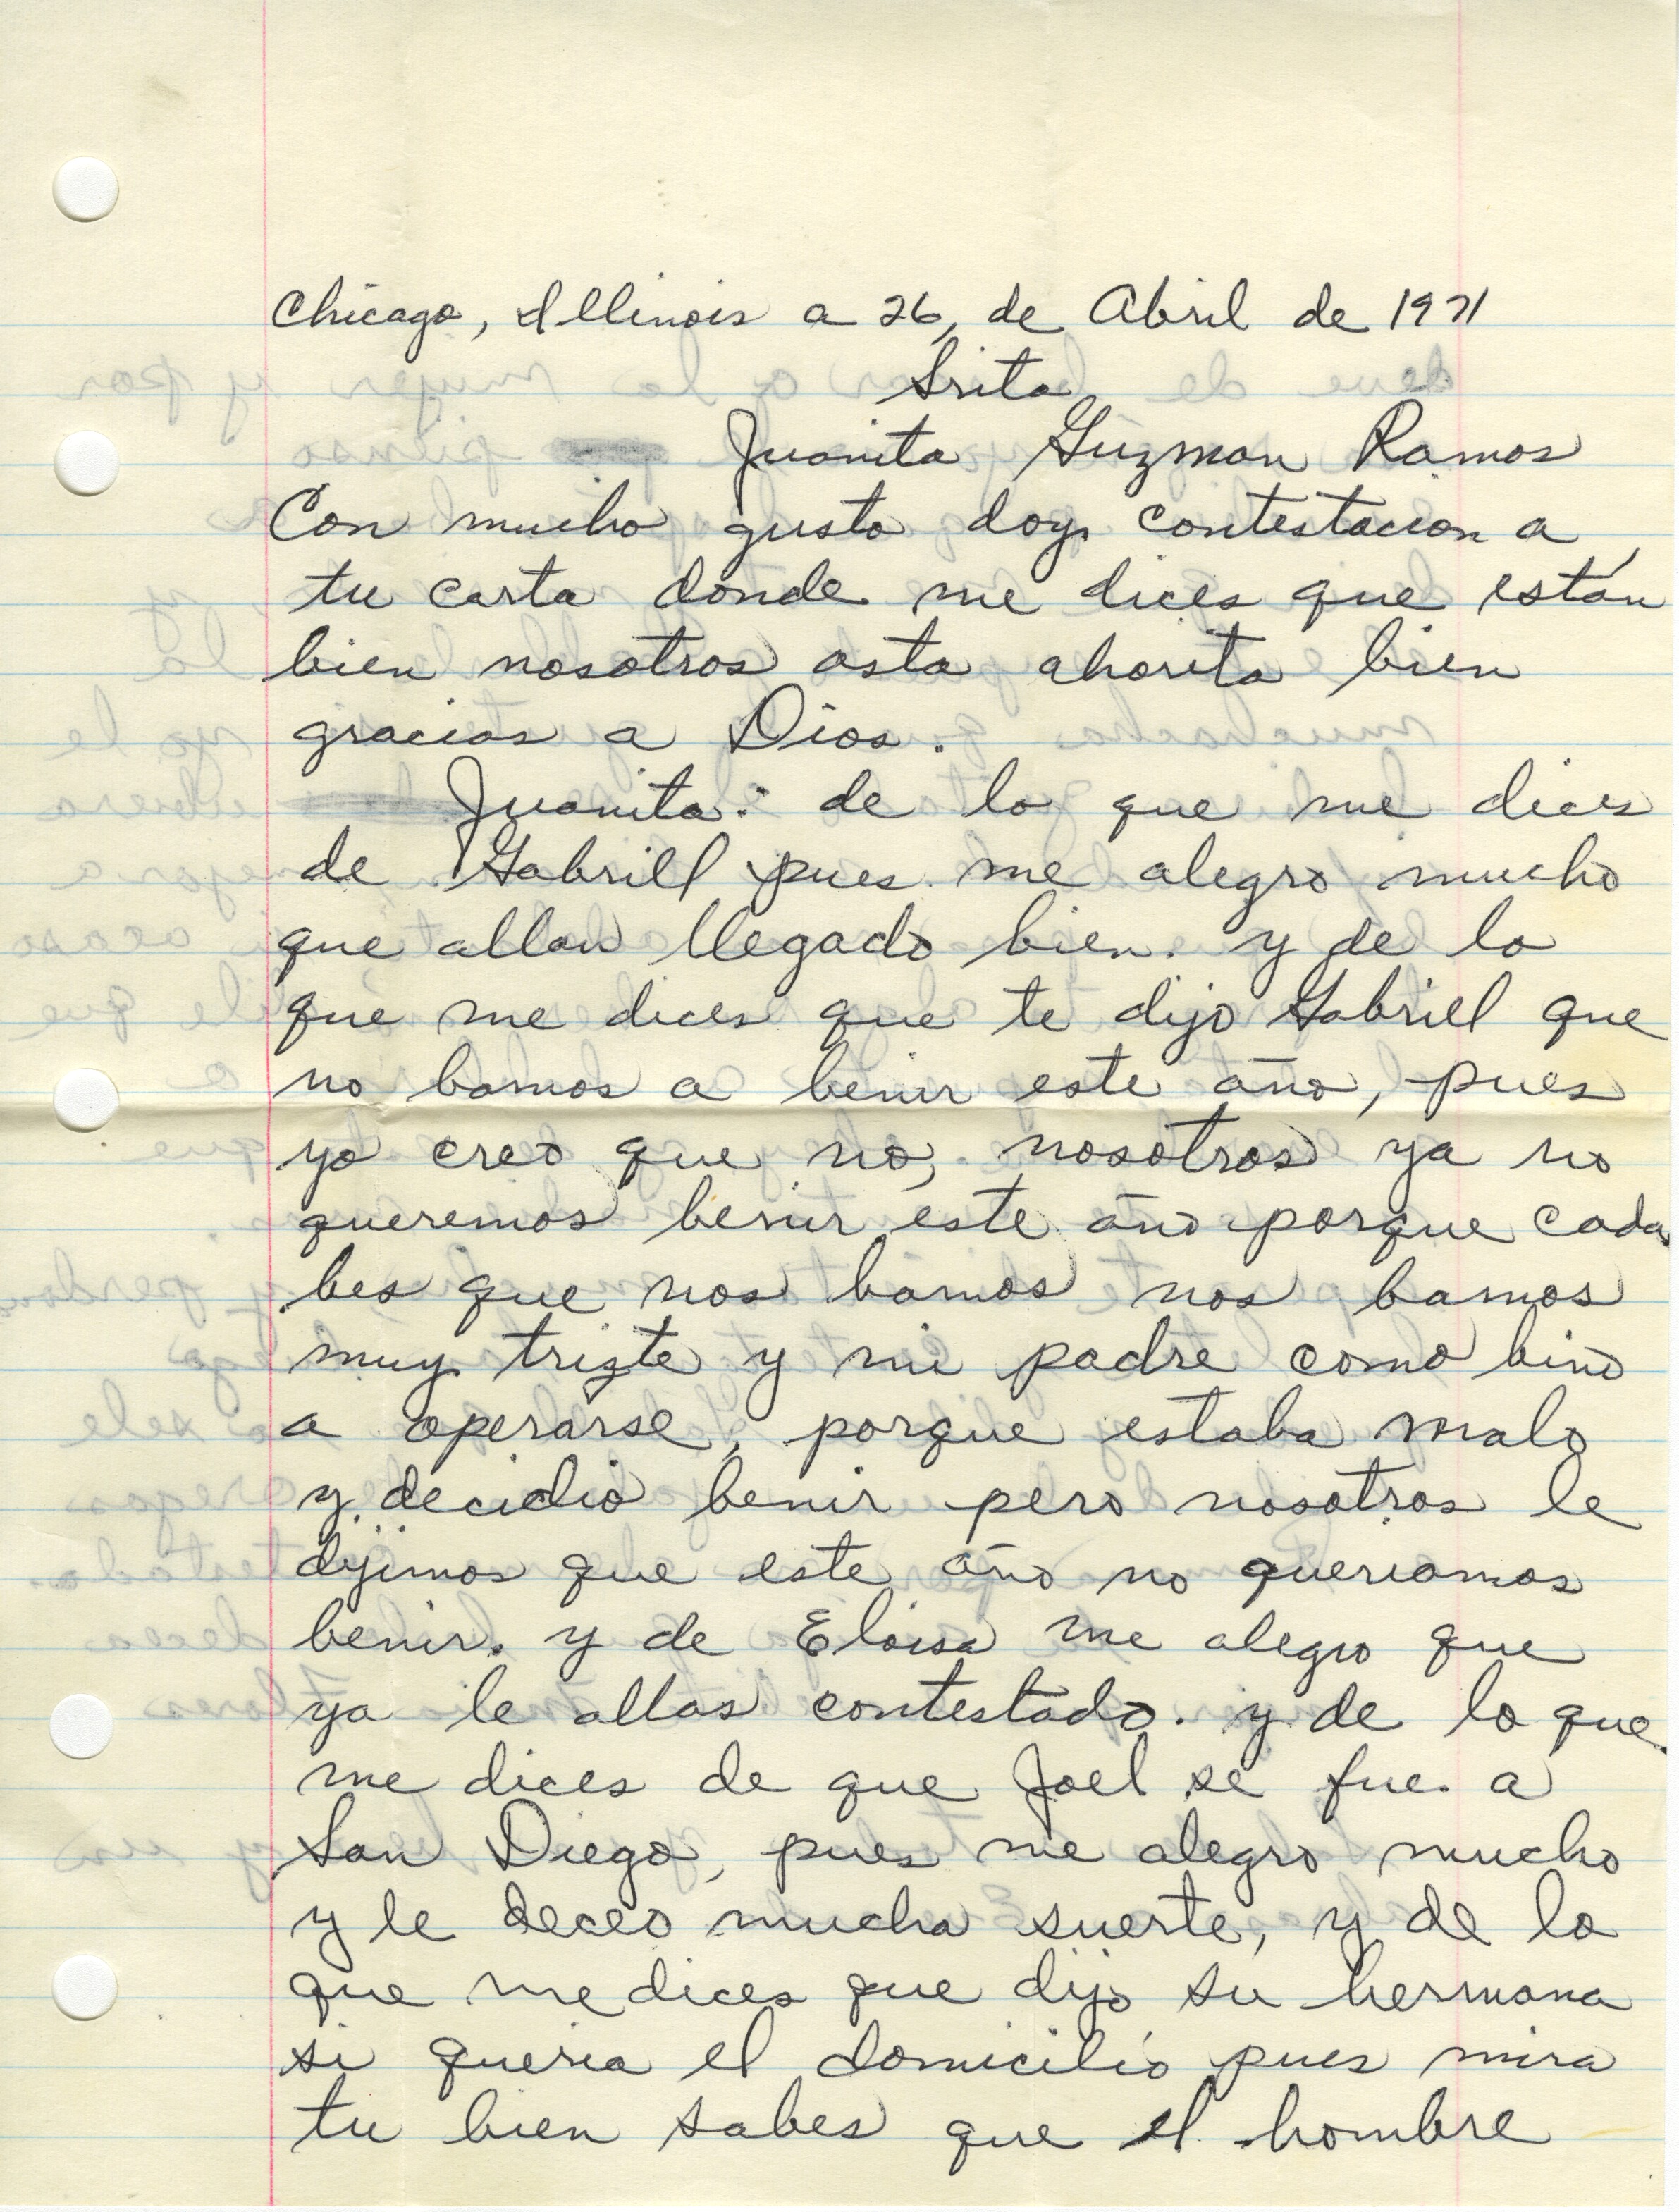 Chicago, Illinois a 26, de Abril de 1971
Srita
Juanita Guzman Ramos
Con mucho gusto doy contestacion a
tu carta donde me dices que están
bien nosotros asta ahorita bien
gracias a Dios.
Juanita: de lo que me dices
de Gabriell pues me alegro mucho
que allan llegado bien. y de lo
que me dices que te dijo Gabriell que
no bamos a benir este año, pues
yo creo que no, nosotros ya no
queremos benir este año porque cada
bes que nos bamos nos bamos
muy trizte y mi padre como bino
a operarse, porque estaba malo
y decidio benir pero nosotros le
dijimos que este año no queriamos
benir. y de Eloisa me alegro que
ya le allas contestado. y de lo que
me dices de que Joel se fue a
San Diego, pues me alegro mucho
y le deceo mucha suerte, y de lo
que me dices que dijo su hermana
si queria el domicilio pues mira
tu bien sabes que el hombre